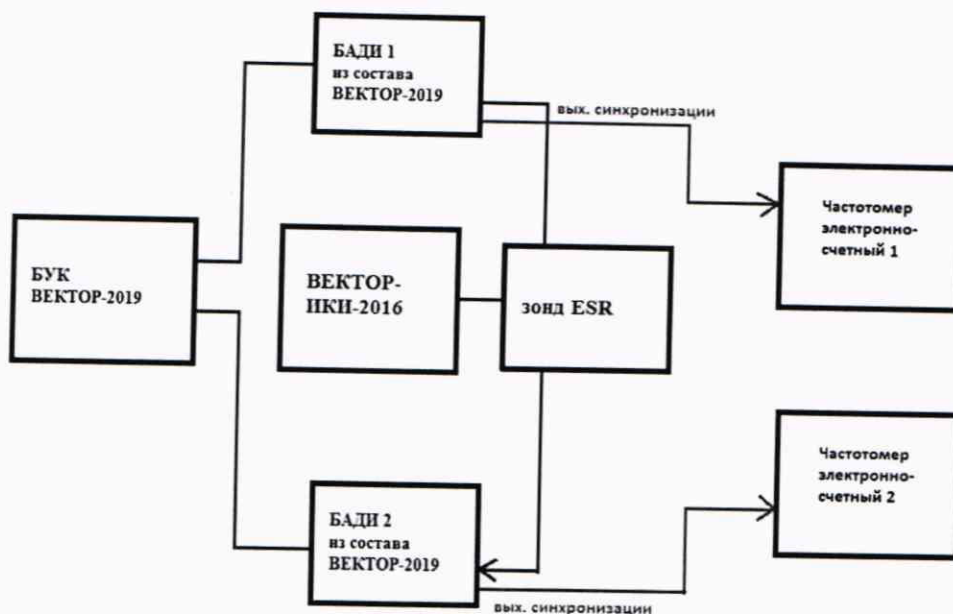 БАДИ 1
из состава
ВЕКТОР-2019
вых. синхронизации
Частотомер
электронно-
счетный 1
БУК
ВЕКТОР-2019
ВЕКТОР-
ИКИ-2016
зонд ESR
Частотомер
электронно-
счетный 2
БАДИ 2
из состава
ВЕКТОР-2019
вых. синхронизации